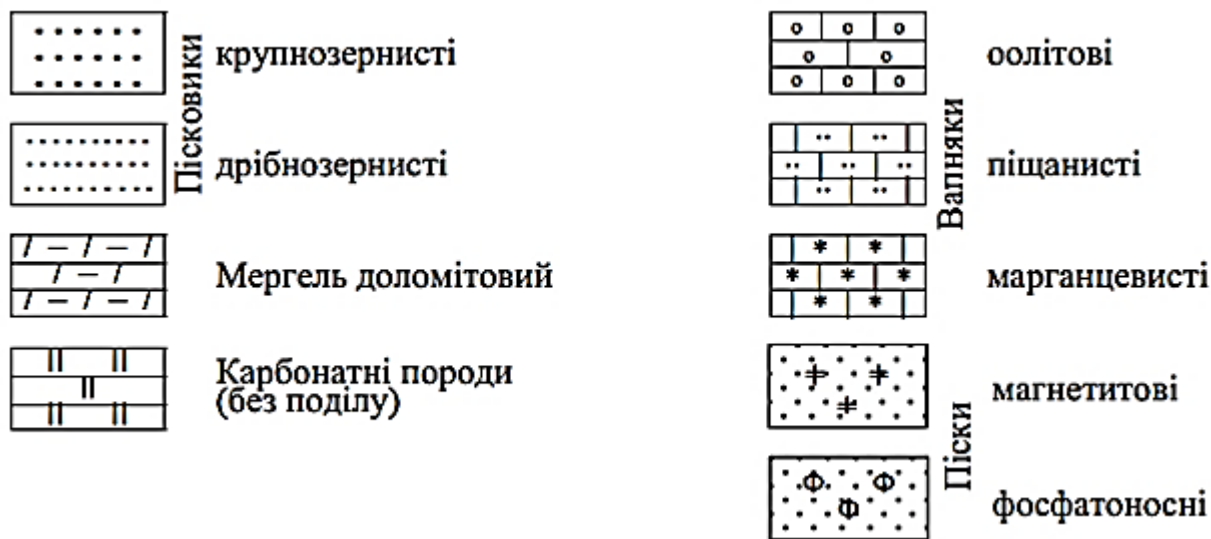 Пісковики
крупнозернисті
дрібнозернисті
Мергель доломітовий
Карбонатні породи
(без поділу)
Вапняки
оолітові
піщанисті
марганцевисті
Піски
магнетитові
фосфатоносні